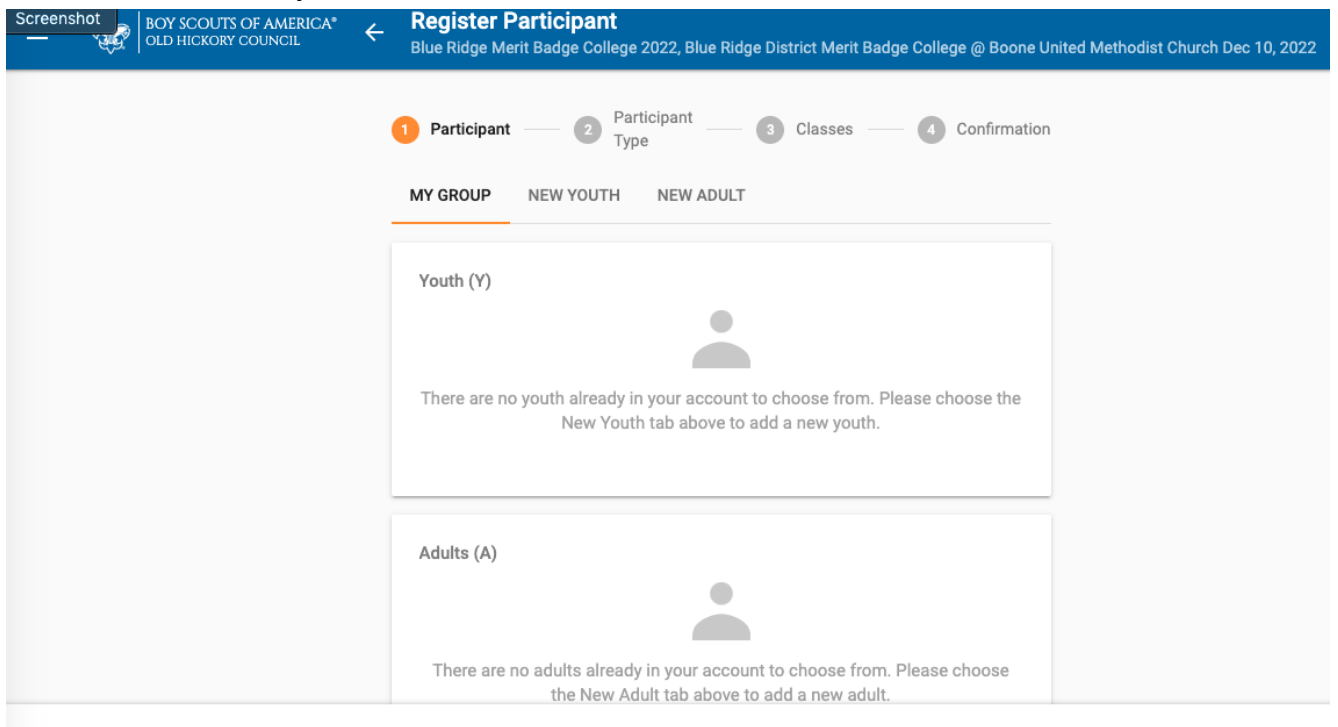 Screenshot
BOY SCOUTS OF AMERICA®
OLD HICKORY COUNCIL
Register Participant
Blue Ridge Merit Badge College 2022, Blue Ridge District Merit Badge College @ Boone United Methodist Church Dec 10, 2022
1 Participant 2 Participant Type 3 Classes 4 Confirmation
MY GROUP NEW YOUTH NEW ADULT
Youth (Y)
There are no youth already in your account to choose from. Please choose the
New Youth tab above to add a new youth.
Adults (A)
There are no adults already in your account to choose from. Please choose
the New Adult tab above to add a new adult.